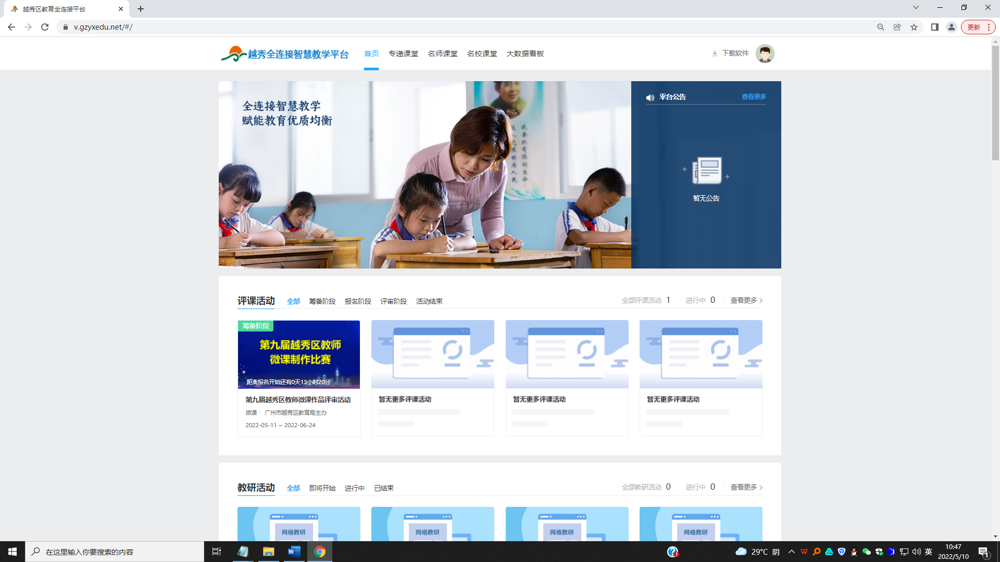 越秀区教育全连接平台
v.gzyxedu.net/#/
更新
越秀全连接智慧教学平台
首页 专递课堂 名师课堂 名校课堂 大数据看板
下载软件
全连接智慧教学
赋能教育优质均衡
平台公告 查看更多
暂无公告
评课活动 全部 筹备阶段 报名阶段 评审阶段 活动结束 全部评课活动 1 进行中 0 查看更多
筹备阶段
第九届越秀区教师
微课制作比赛
距离报名开始还有0天13小时20分
第九届越秀区教师微课作品评审活动
微课 广州市越秀区教育局主办
2022-05-11 ~ 2022-06-24
暂无更多评课活动
暂无更多评课活动
暂无更多评课活动
教研活动 全部 即将开始 进行中 已结束 全部教研活动 0 进行中 0 查看更多
网络教研
网络教研
网络教研
网络教研
在这里输入你要搜索的内容
29°C 阴
英
10:47
2022/5/10
1